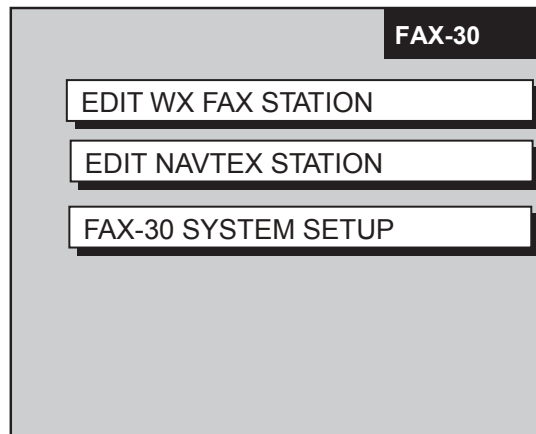 FAX-30
EDIT WX FAX STATION
EDIT NAVTEX STATION
FAX-30 SYSTEM SETUP